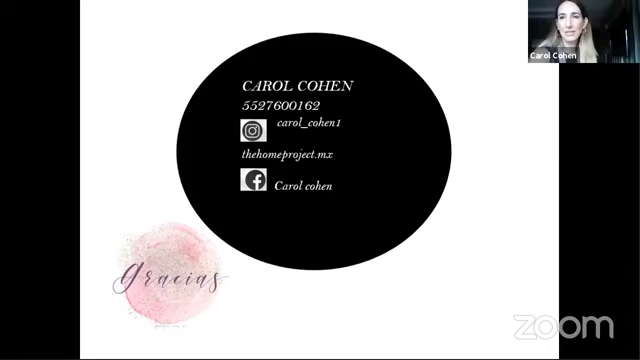 CAROL COHEN
5527600162
carol_cohen1
thehomeproject.mx
Carol cohen
gracias
Carol Cohen
zoom